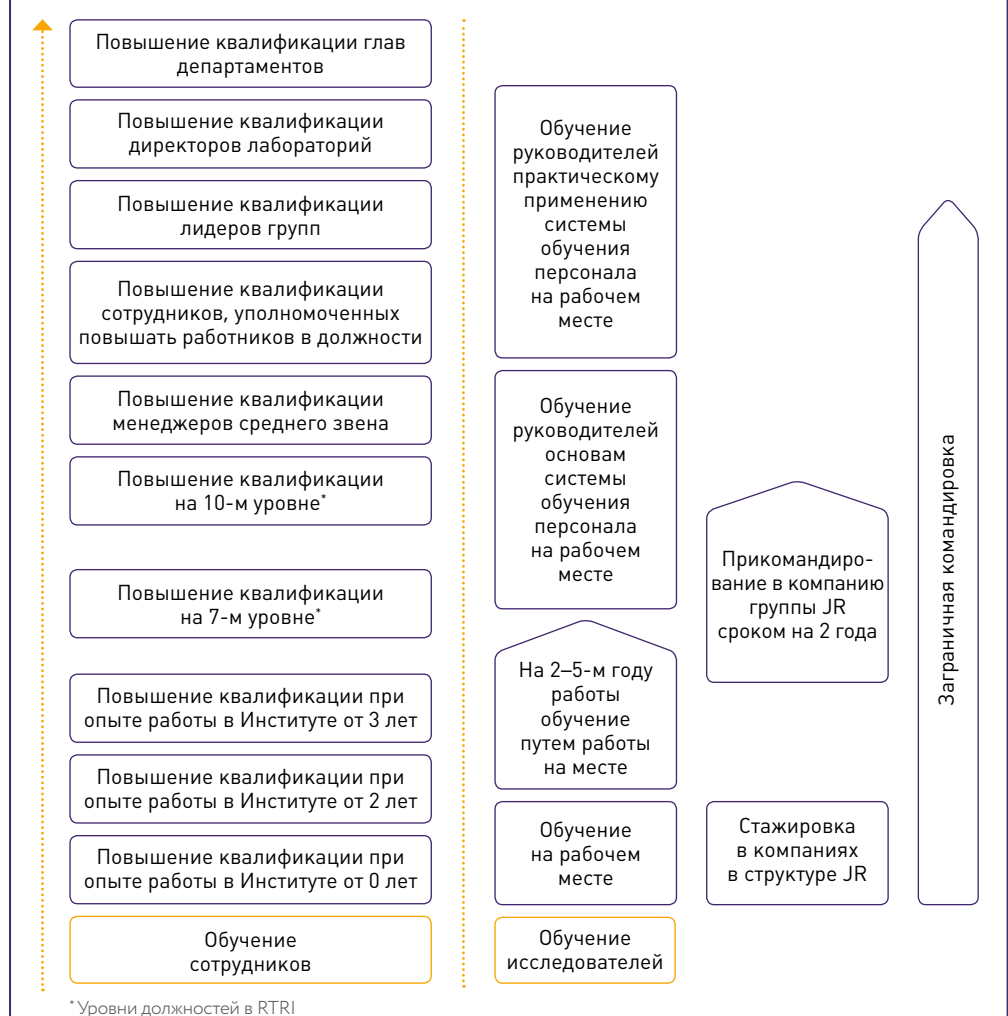 Повышение квалификации глав
департаментов
Повышение квалификации
директоров лабораторий
Повышение квалификации
лидеров групп
Повышение квалификации
сотрудников, уполномоченных
повышать работников в должности
Повышение квалификации
менеджеров среднего звена
Повышение квалификации
на 10-м уровне*
Повышение квалификации
на 7-м уровне*
Повышение квалификации при
опыте работы в Институте от 3 лет
Повышение квалификации при
опыте работы в Институте от 2 лет
Повышение квалификации при
опыте работы в Институте от 0 лет
Обучение
сотрудников
Обучение
руководителей
практическому
применению
системы
обучения
персонала
на рабочем
месте
Обучение
руководителей
основам
системы
обучения
персонала
на рабочем
месте
На 2–5-м году
работы
обучение
путем работы
на месте
Обучение
на рабочем
месте
Обучение
исследователей
Прикомандиро-
вание в компанию
группы JR
сроком на 2 года
Стажировка
в компаниях
в структуре JR
Заграничная командировка
* Уровни должностей в RTRI